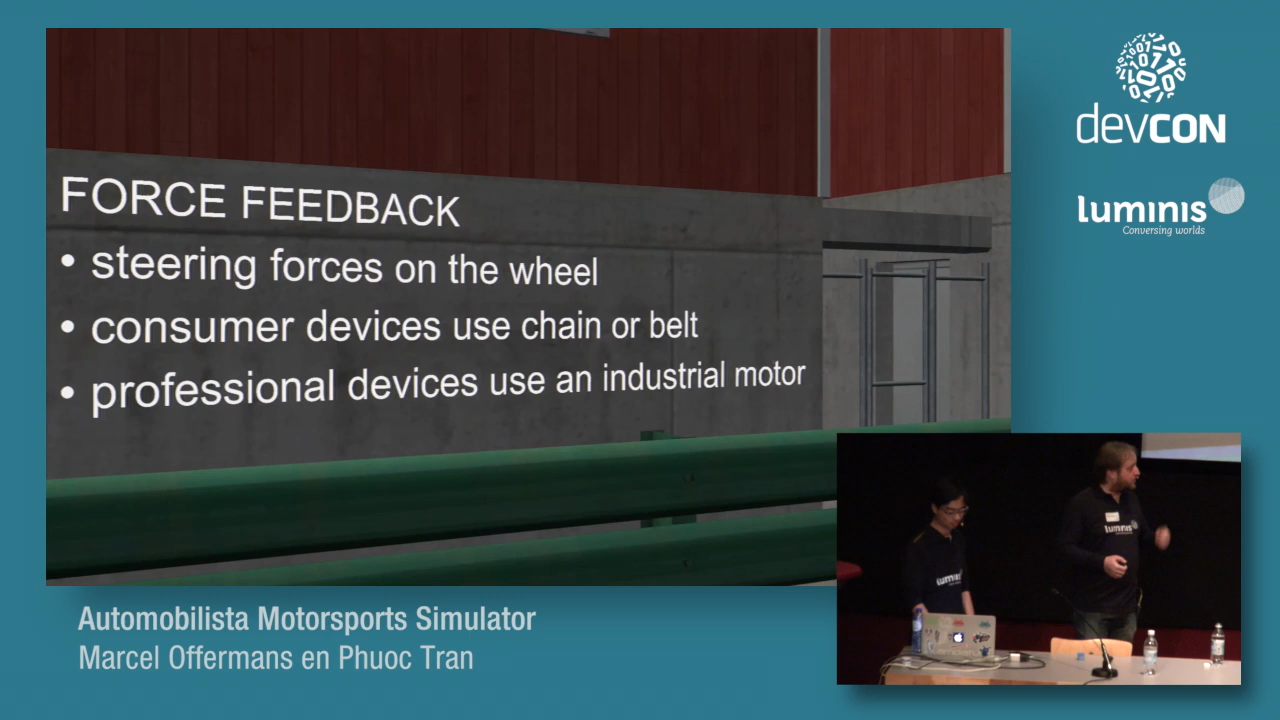 FORCE FEEDBACK
• steering forces on the wheel
• consumer devices use chain or belt
• professional devices use an industrial motor
devCON
luminis
Conversing worlds
luminis
Automobilista Motorsports Simulator
Marcel Offermans en Phuoc Tran